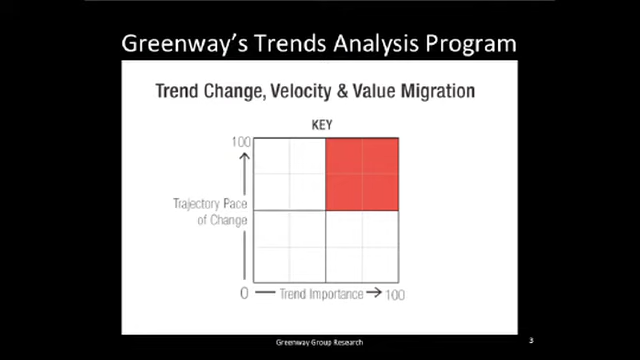 Greenway's Trends Analysis Program
Trend Change, Velocity & Value Migration
KEY
100
Trajectory Pace
of Change
0
Trend Importance
100
Greenway Group Research
3